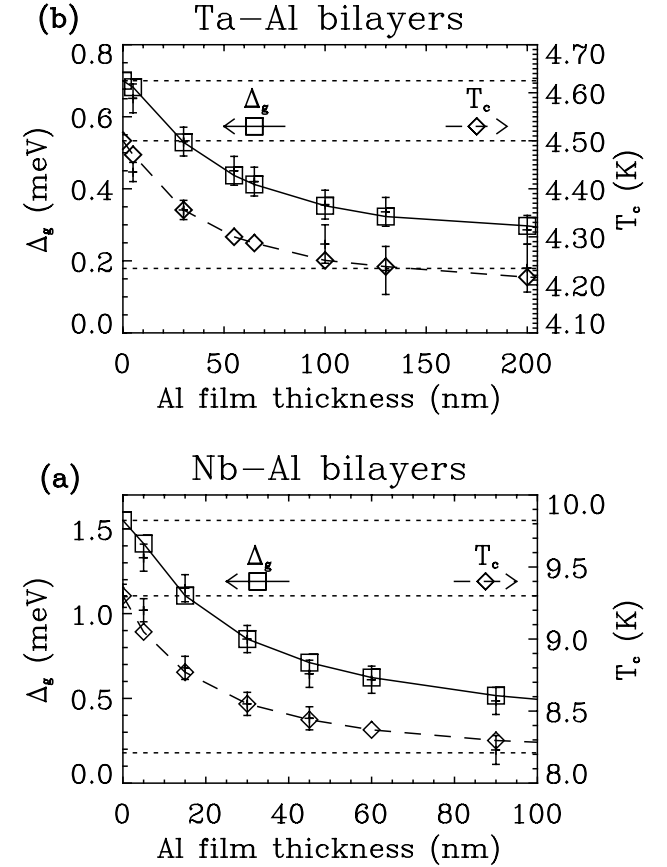 (b) Ta–Al bilayers
0.8 4.70
Δg Tc
4.60
0.6
4.50
Δg (meV) Tc (K)
0.4 4.40
4.30
0.2
4.20
0.0 4.10
0 50 100 150 200
Al film thickness (nm)
(a) Nb–Al bilayers
10.0
1.5
Δg Tc
9.5
1.0
Δg (meV) 9.0 Tc (K)
0.5
8.5
0.0 8.0
0 20 40 60 80 100
Al film thickness (nm)